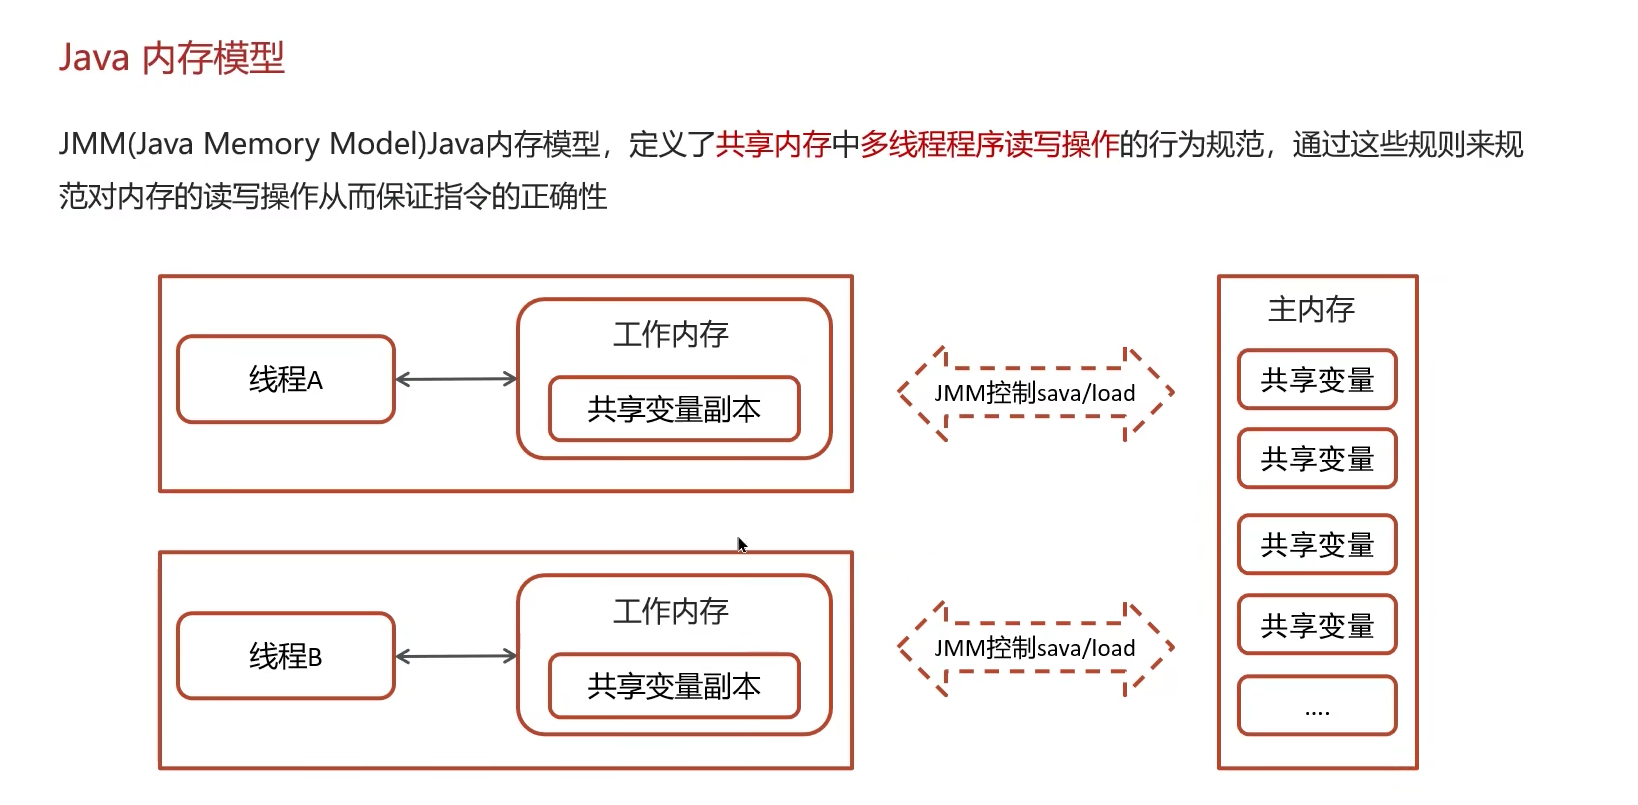 Java 内存模型
JMM(Java Memory Model)Java内存模型，定义了共享内存中多线程程序读写操作的行为规范，通过这些规则来规
范对内存的读写操作从而保证指令的正确性
线程A
工作内存
共享变量副本
JMM控制sava/load
线程B
工作内存
共享变量副本
JMM控制sava/load
主内存
共享变量
共享变量
共享变量
共享变量
....